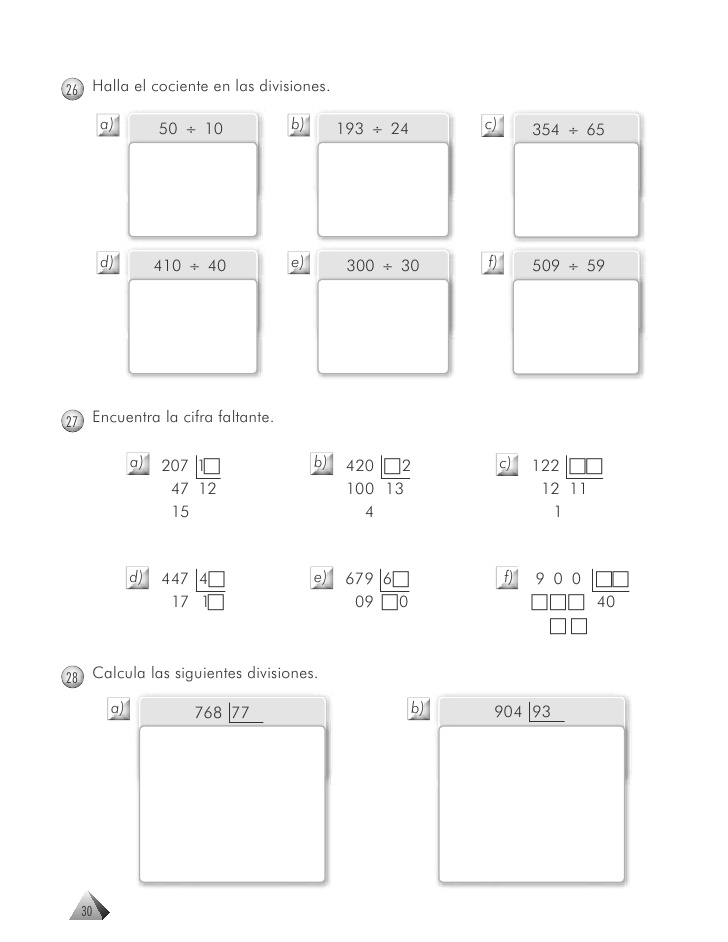 26 Halla el cociente en las divisiones.
a) 50 ÷ 10 b) 193 ÷ 24 c) 354 ÷ 65
d) 410 ÷ 40 e) 300 ÷ 30 f) 509 ÷ 59
27 Encuentra la cifra faltante.
a) 207 1□ b) 420 □2 c) 122 □□
47 12 100 13 12 11
15 4 1
d) 447 4□ e) 679 6□ f) 9 0 0 □□
17 1□ 09 □0 □□□ 40
□□
28 Calcula las siguientes divisiones.
a) 768 77 b) 904 93
30